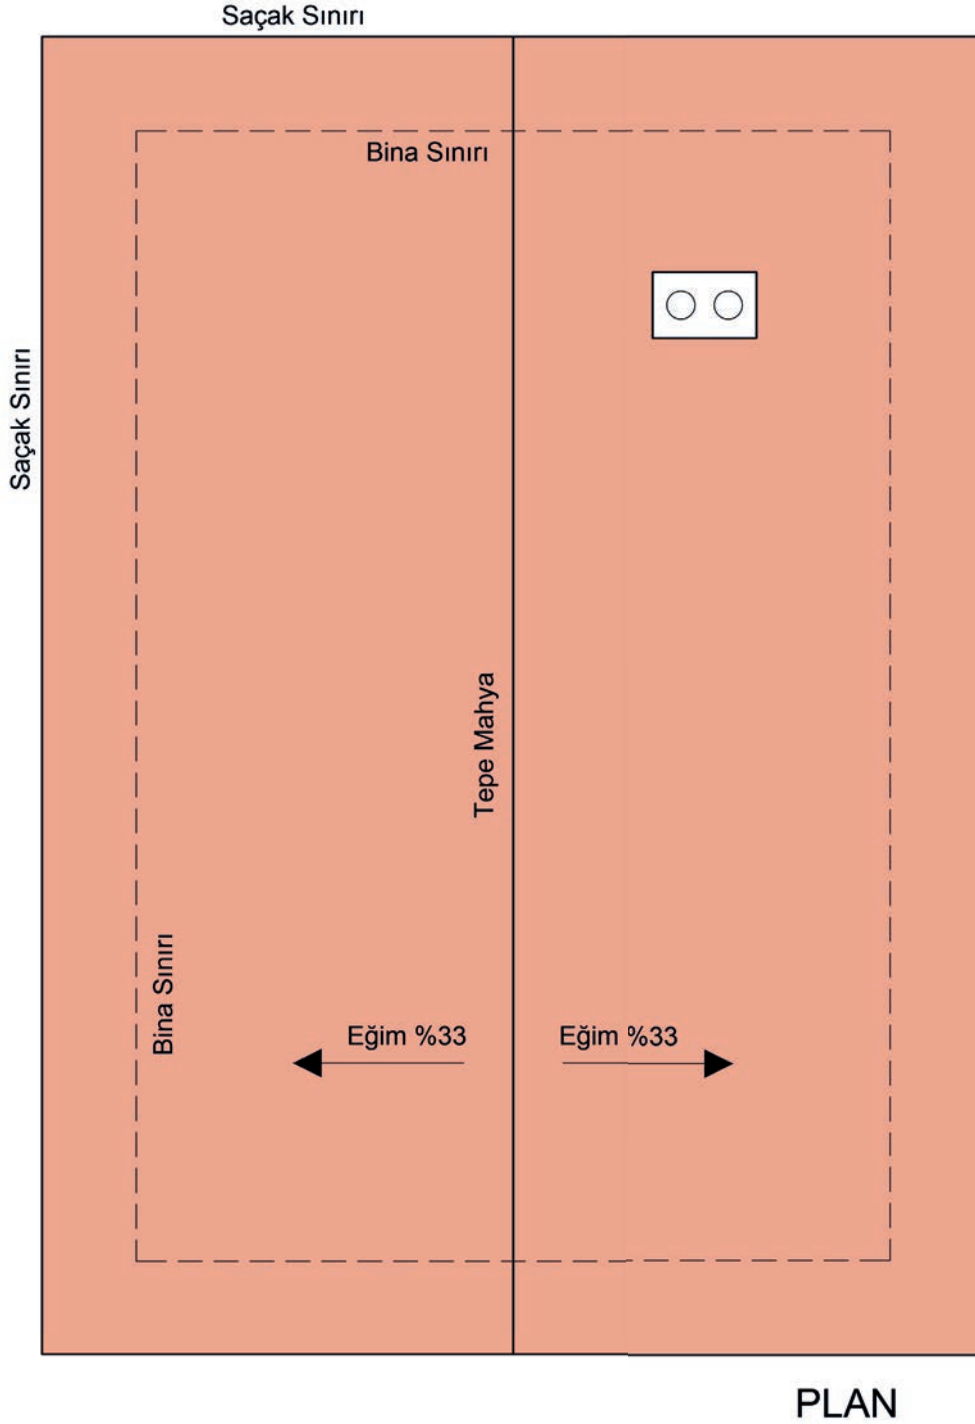 Saçak Sınırı
Bina Sınırı
Saçak Sınırı
Tepe Mahya
Bina Sınırı
Eğim %33
Eğim %33
PLAN